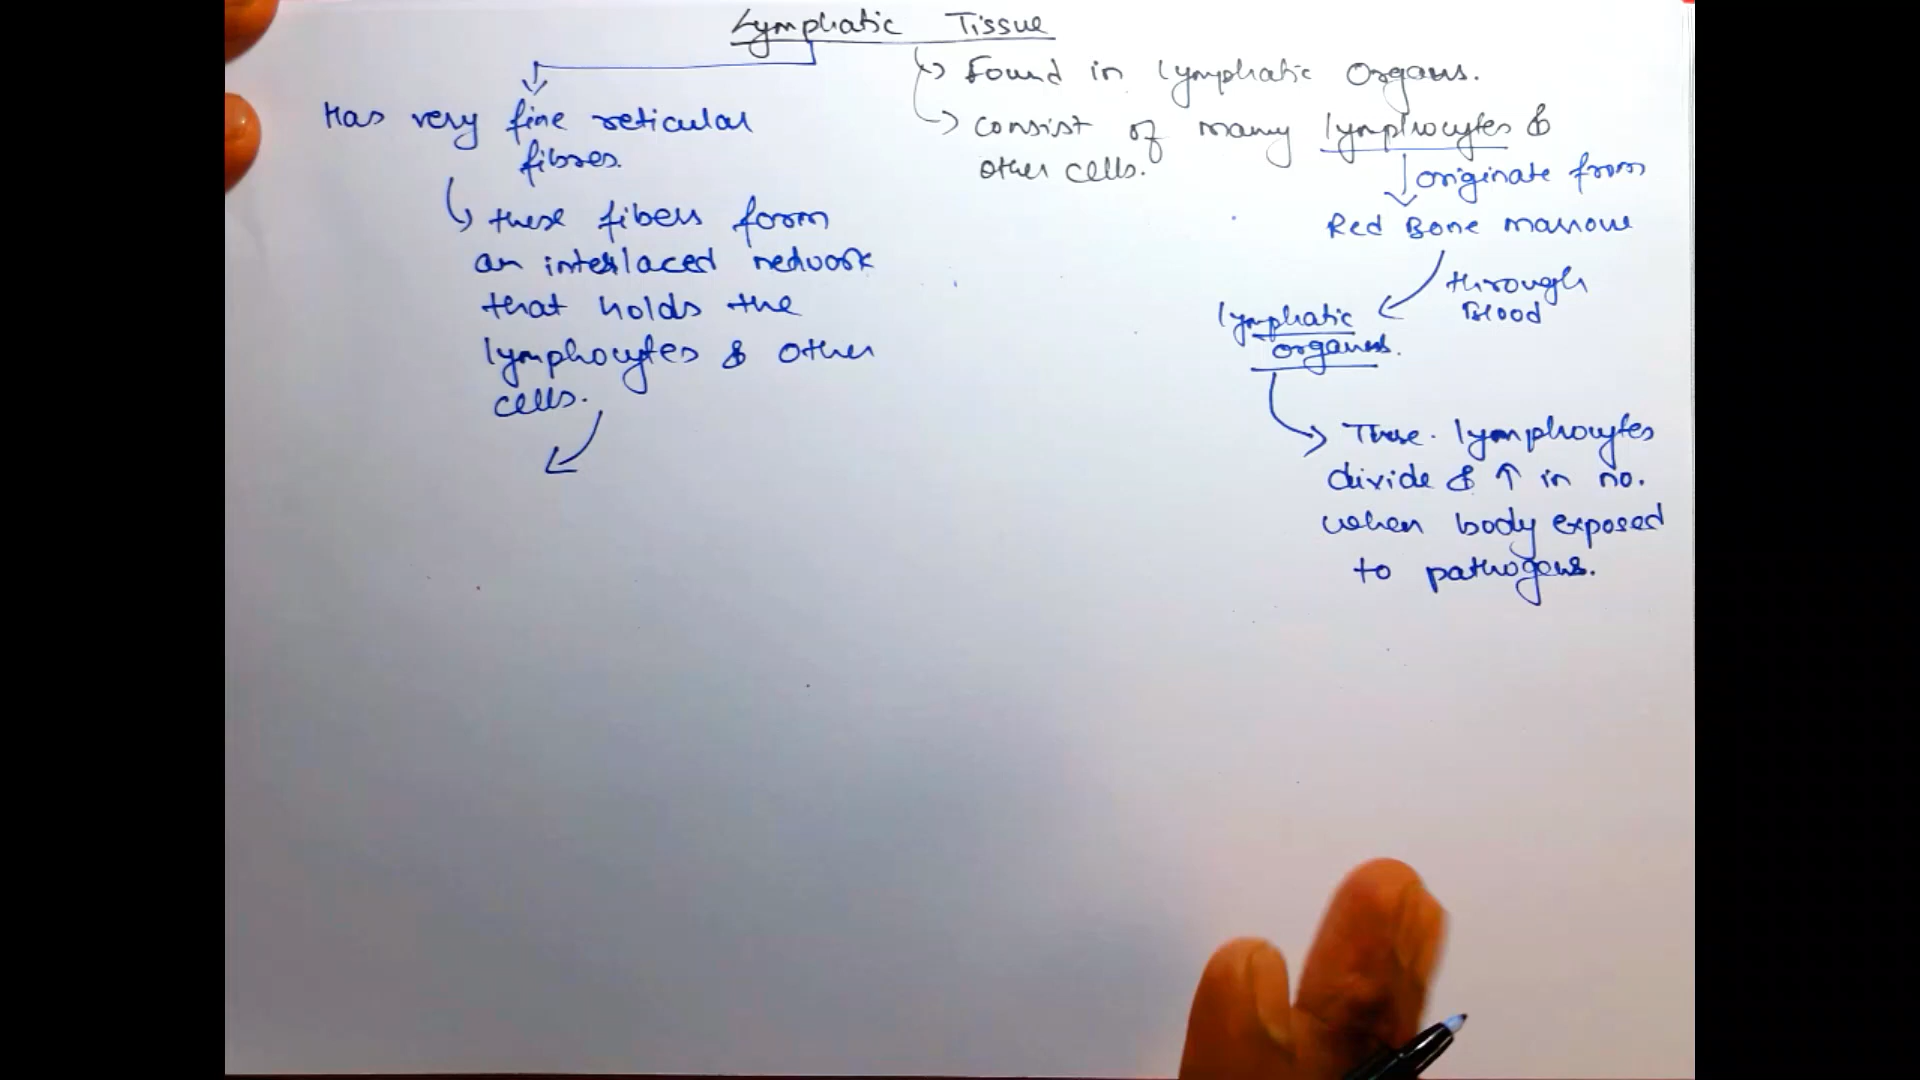 Lymphatic Tissue
Has very fine reticular
fibres.
these fibers form
an interlaced network
that holds the
lymphocytes & other
cells.
Found in lymphatic organs.
consist of many lymphocytes &
other cells.
originate from
Red Bone marrow
through
Blood
lymphatic
organs.
These lymphocytes
divide & ↑ in no.
when body exposed
to pathogens.